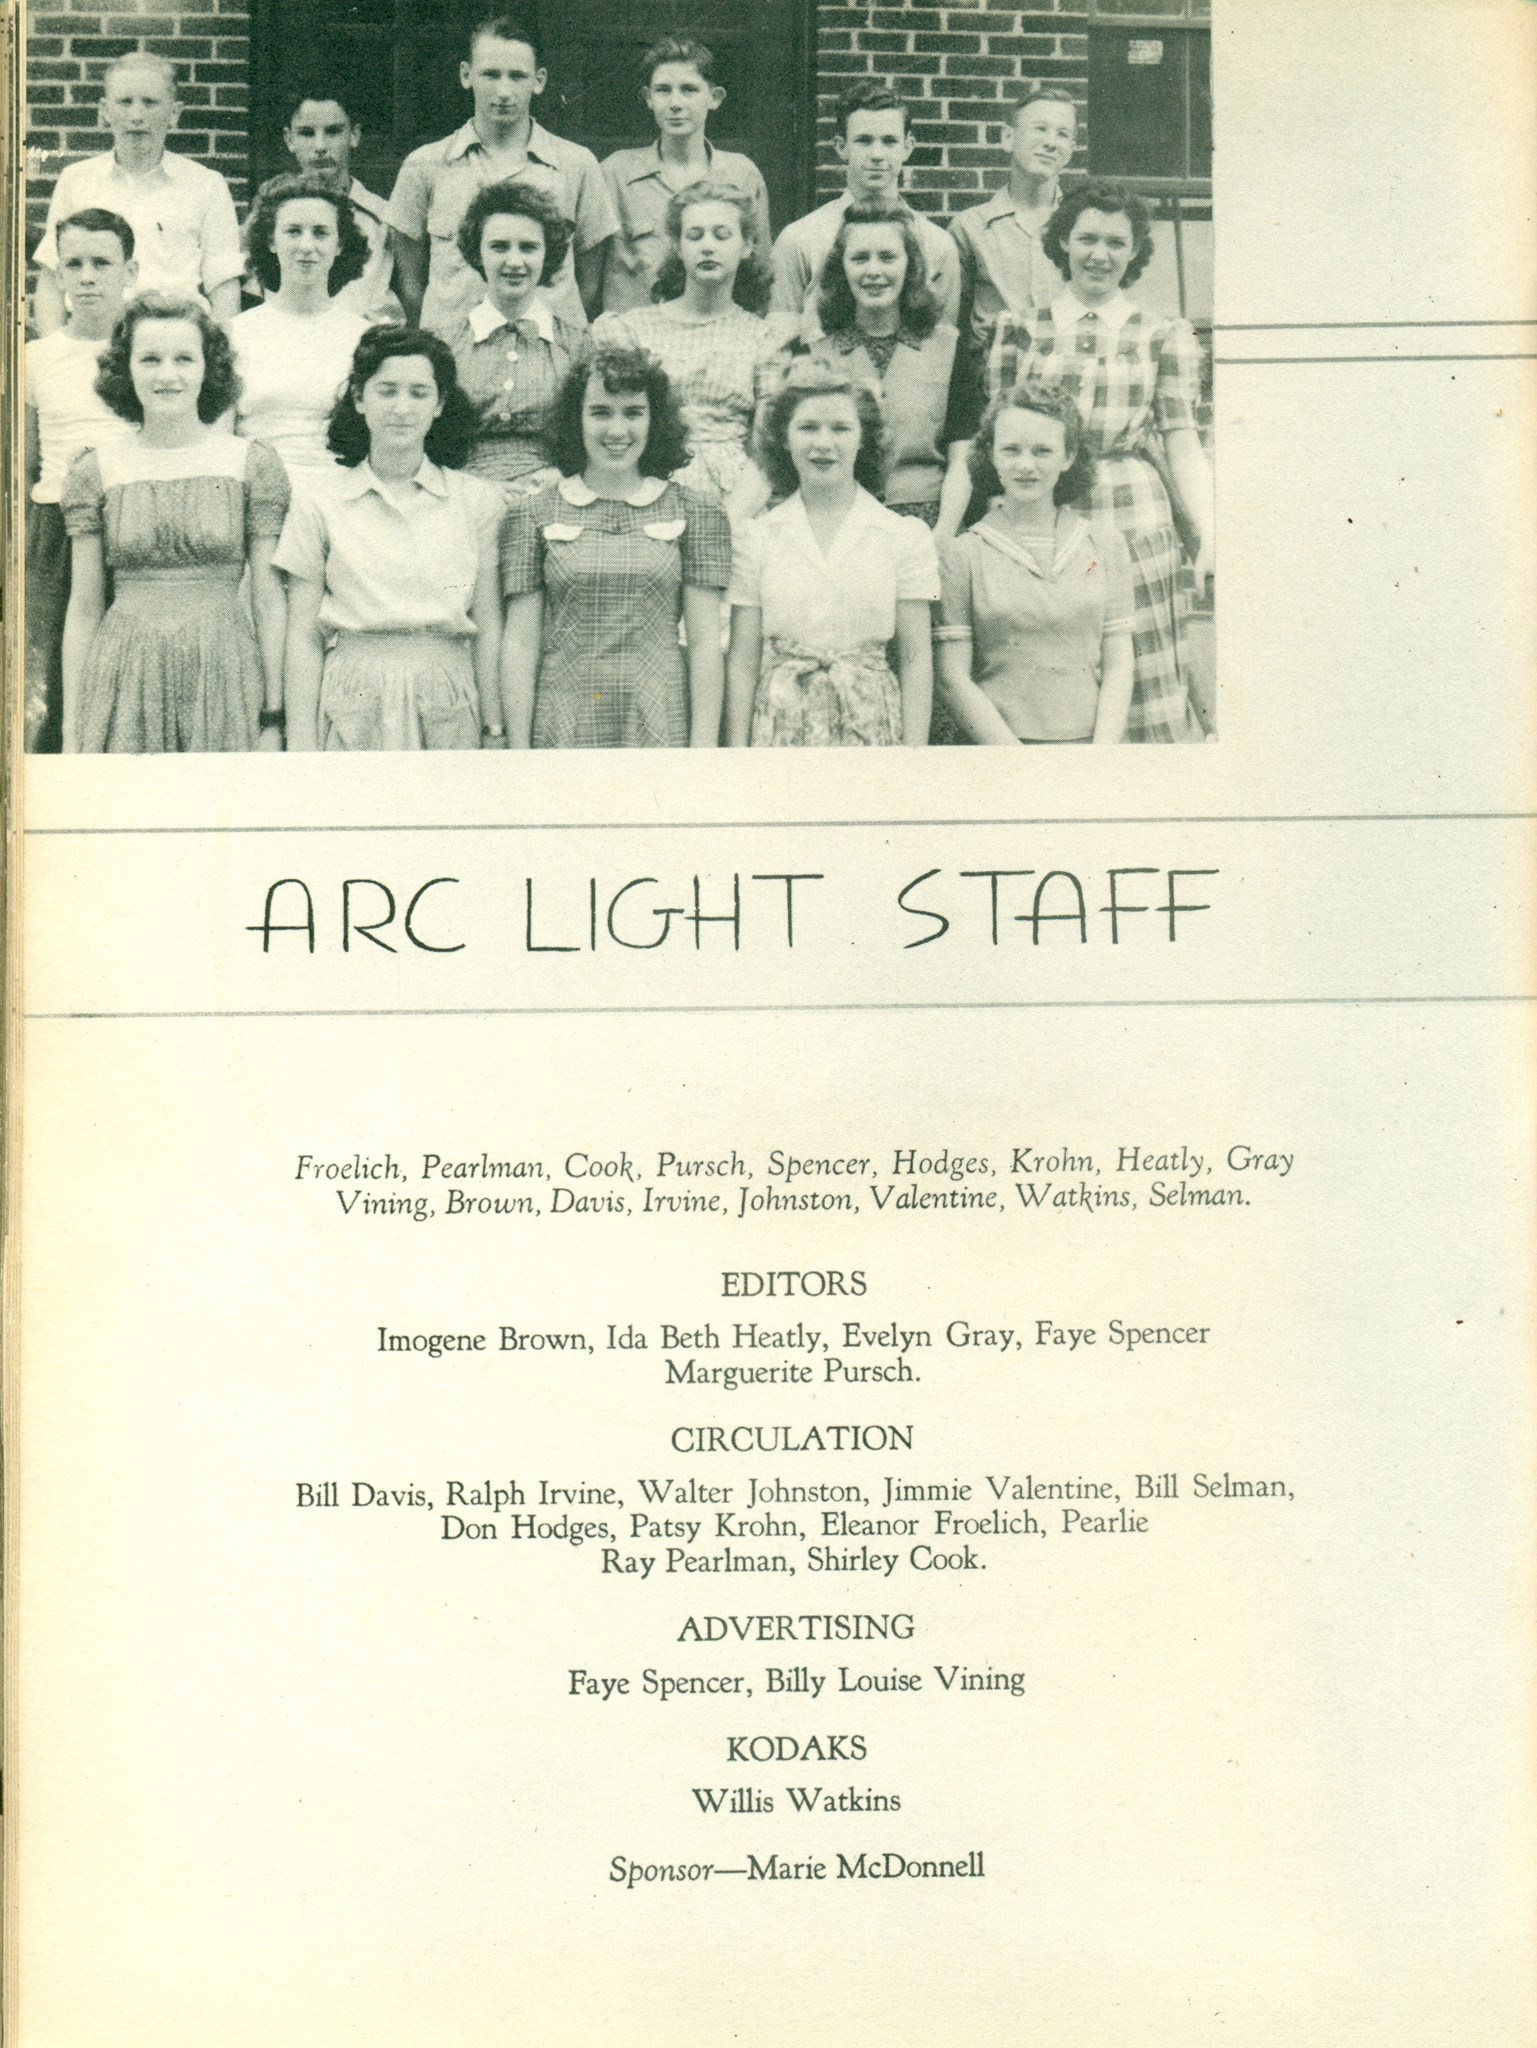 ARC LIGHT STAFF
Froelich, Pearlman, Cook, Pursch, Spencer, Hodges, Krohn, Heatly, Gray
Vining, Brown, Davis, Irvine, Johnston, Valentine, Watkins, Selman.
EDITORS
Imogene Brown, Ida Beth Heatly, Evelyn Gray, Faye Spencer
Marguerite Pursch.
CIRCULATION
Bill Davis, Ralph Irvine, Walter Johnston, Jimmie Valentine, Bill Selman,
Don Hodges, Patsy Krohn, Eleanor Froelich, Pearlie
Ray Pearlman, Shirley Cook.
ADVERTISING
Faye Spencer, Billy Louise Vining
KODAKS
Willis Watkins
Sponsor—Marie McDonnell